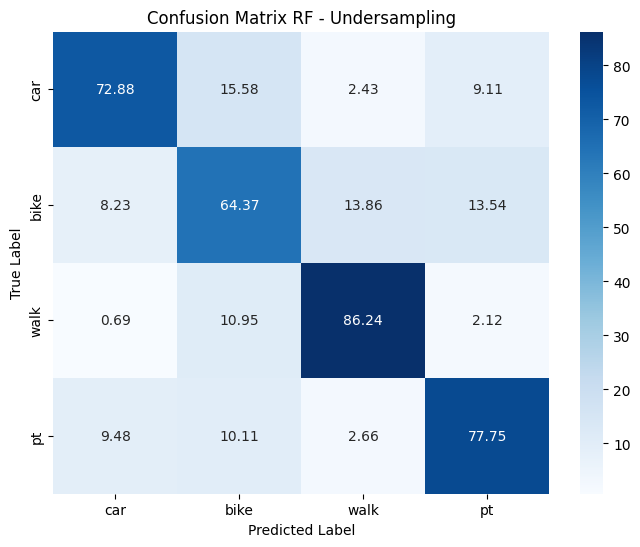 Confusion Matrix RF - Undersampling
car 72.88 15.58 2.43 9.11
bike 8.23 64.37 13.86 13.54
walk 0.69 10.95 86.24 2.12
pt 9.48 10.11 2.66 77.75
True Label
car bike walk pt
Predicted Label
80
70
60
50
40
30
20
10